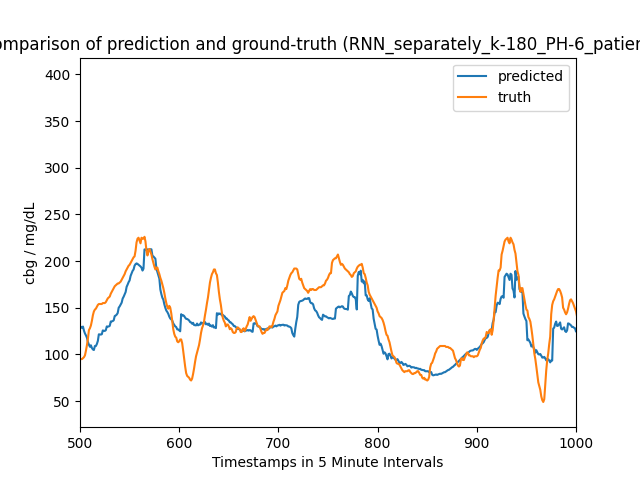 omparison of prediction and ground-truth (RNN_separately_k-180_PH-6_patien
predicted
truth
cbg / mg/dL
400
350
300
250
200
150
100
50
500
600
700
800
900
1000
Timestamps in 5 Minute Intervals